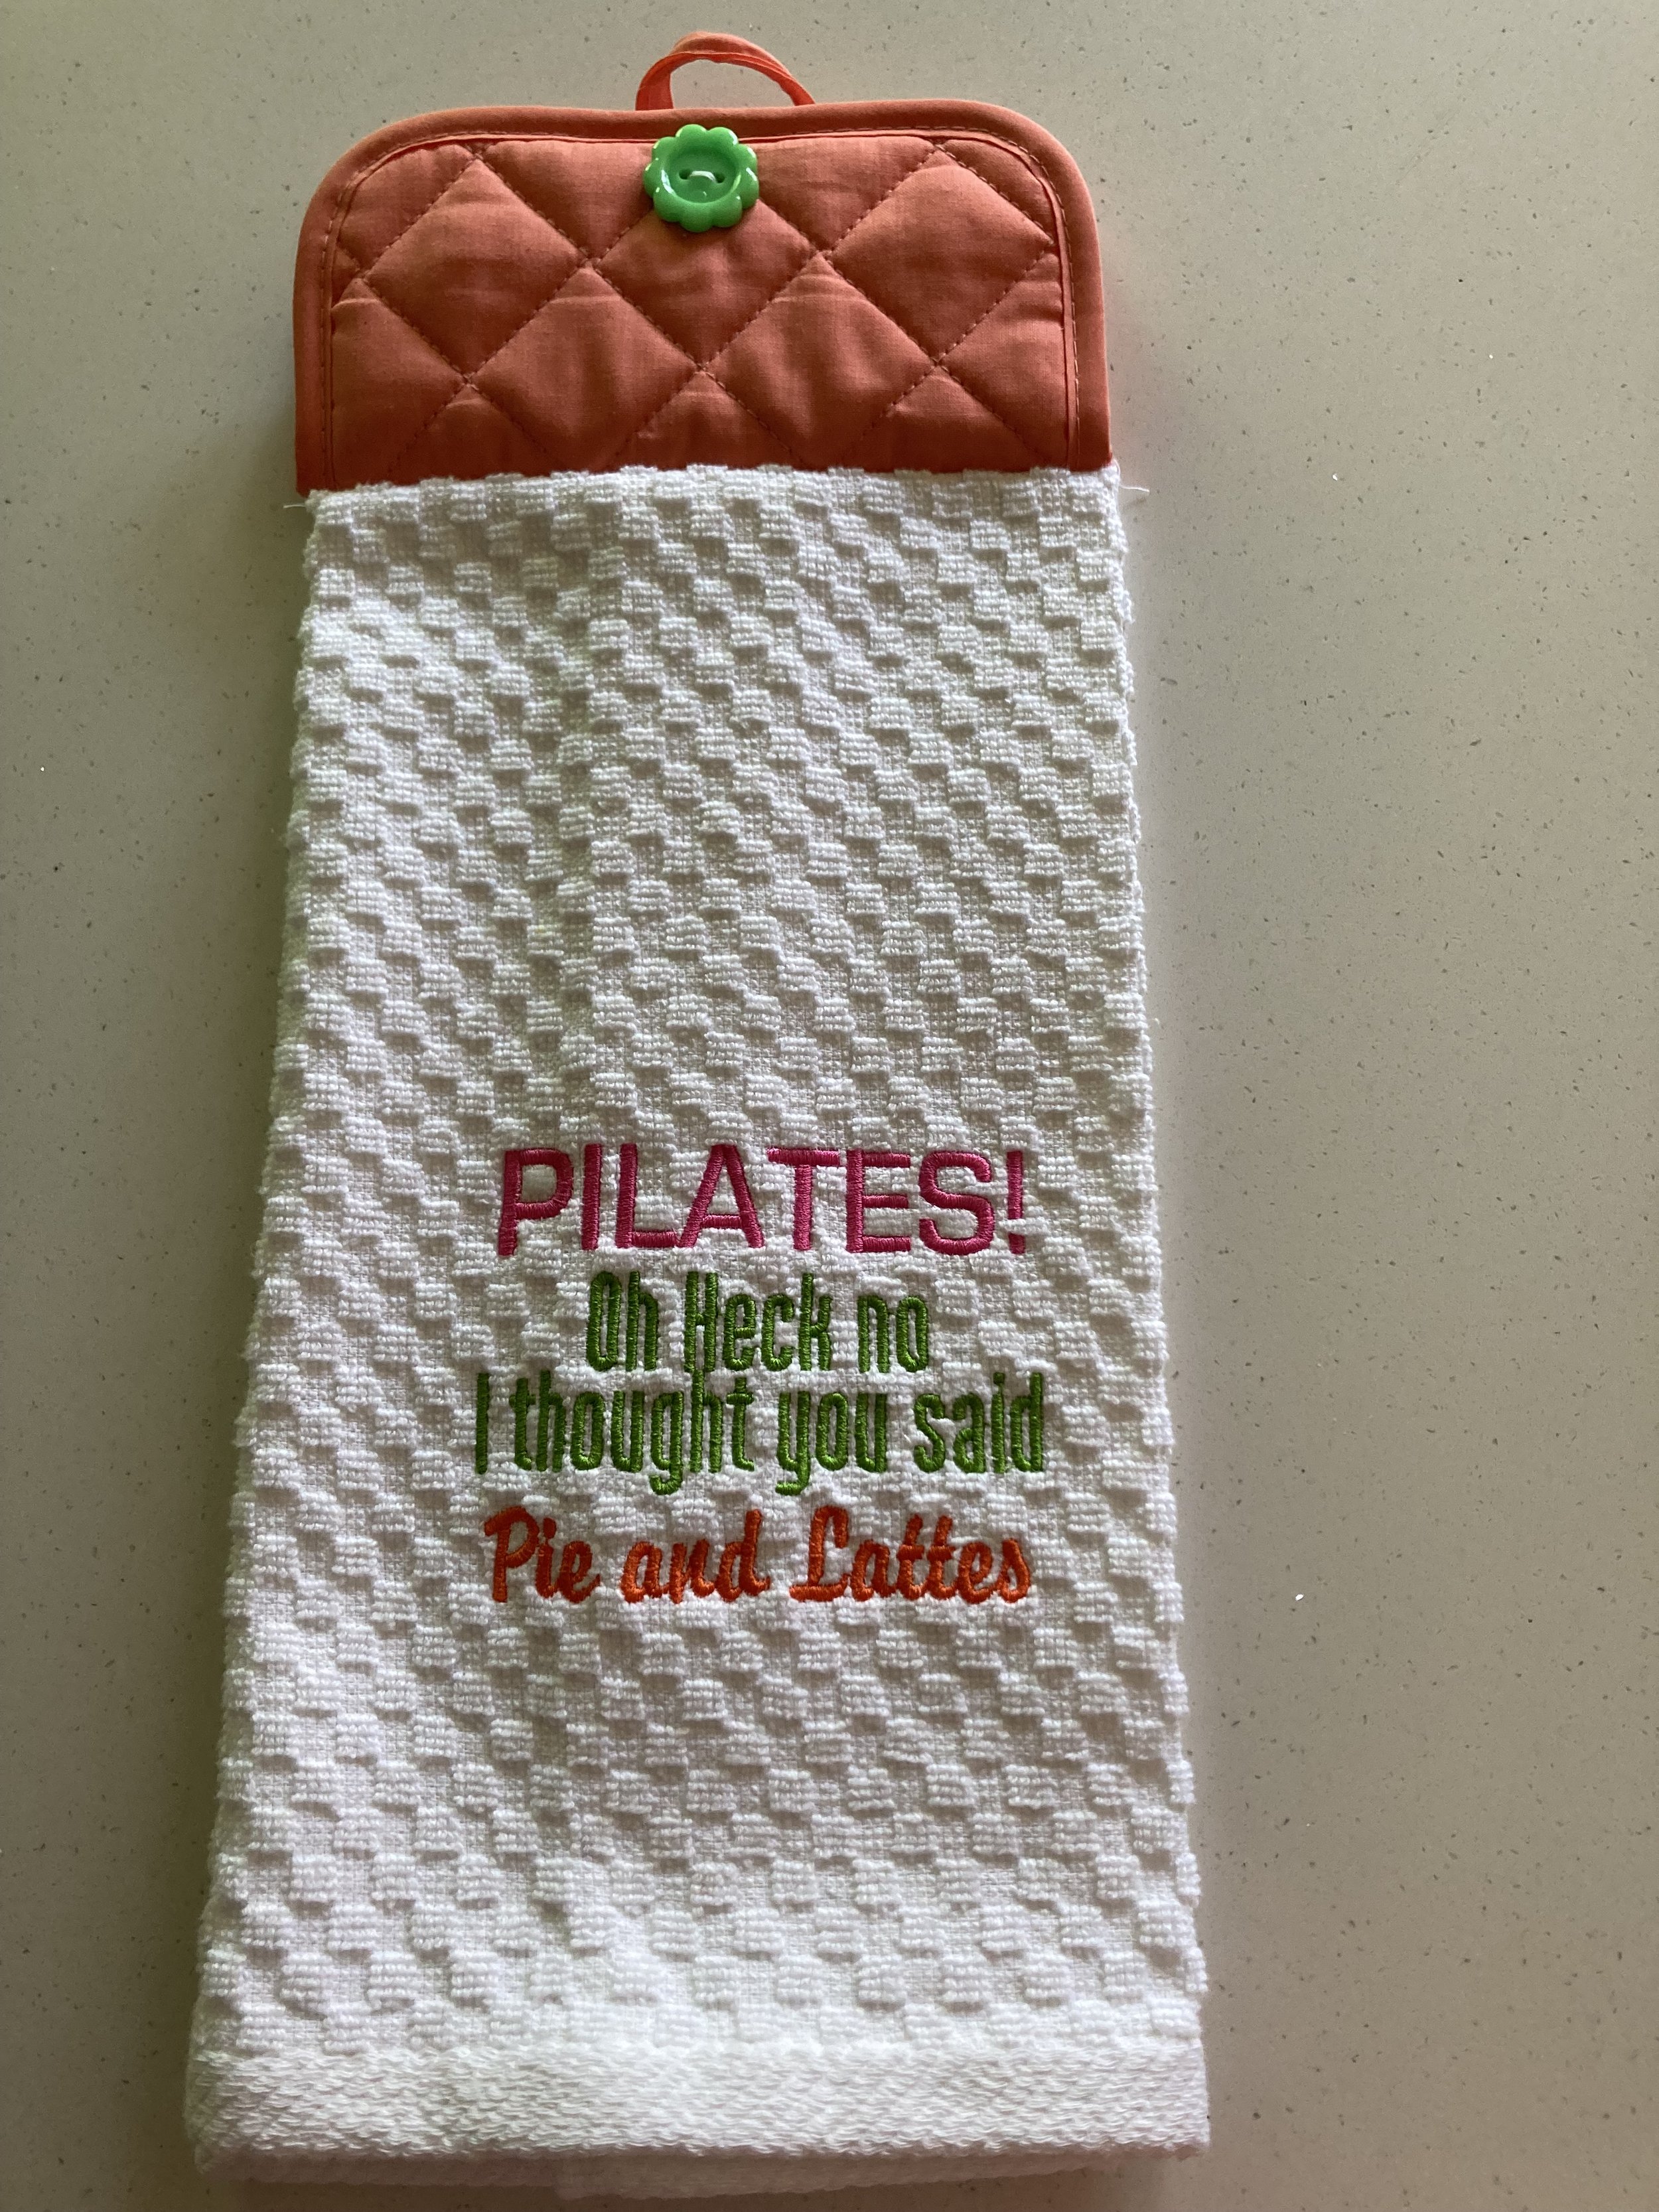 PILATES!
Oh Heck no
I thought you said
Pie and Lattes